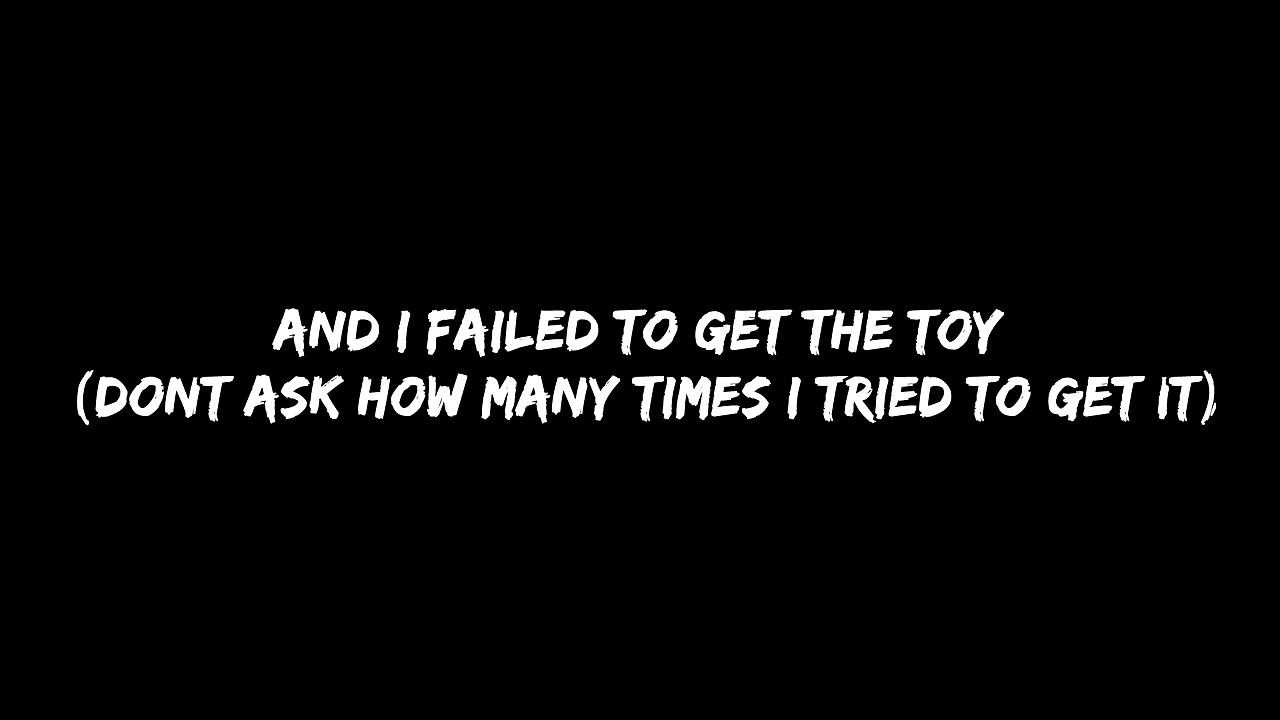 AND I FAILED TO GET THE TOY
(DONT ASK HOW MANY TIMES I TRIED TO GET IT)